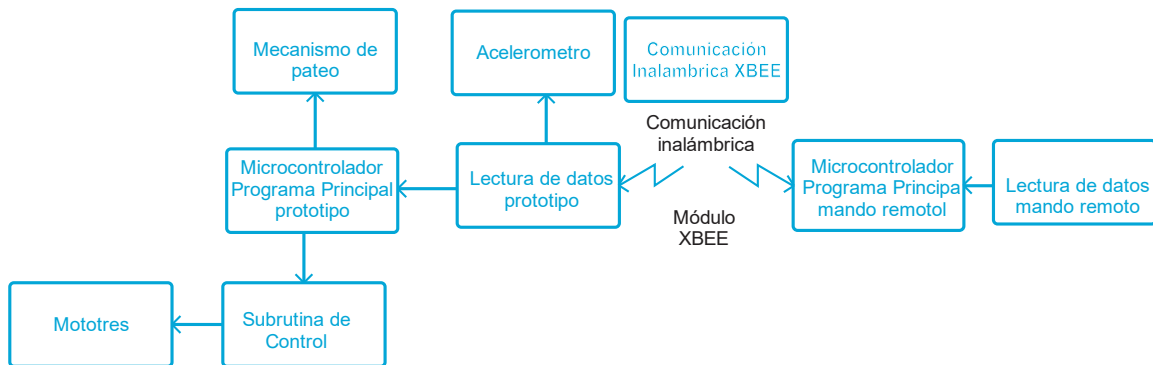 Mecanismo de
pateo
Acelerometro
Comunicación
Inalambrica XBEE
Comunicación
inalámbrica
Microcontrolador
Programa Principal
prototipo
Lectura de datos
prototipo
Microcontrolador
Programa Principa
mando remotol
Lectura de datos
mando remoto
Módulo
XBEE
Mototres
Subrutina de
Control